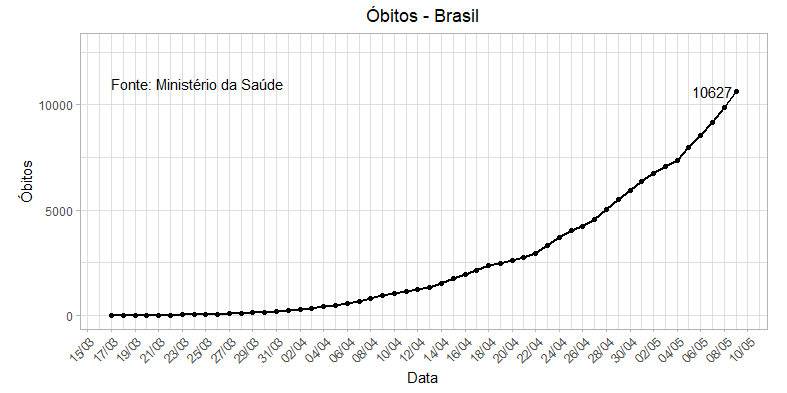 Óbitos - Brasil
Fonte: Ministério da Saúde
10627
10000
5000
0
Óbitos
15/03 17/03 19/03 21/03 23/03 25/03 27/03 29/03 31/03 02/04 04/04 06/04 08/04 10/04 12/04 14/04 16/04 18/04 20/04 22/04 24/04 26/04 28/04 30/04 02/05 04/05 06/05 08/05 10/05
Data